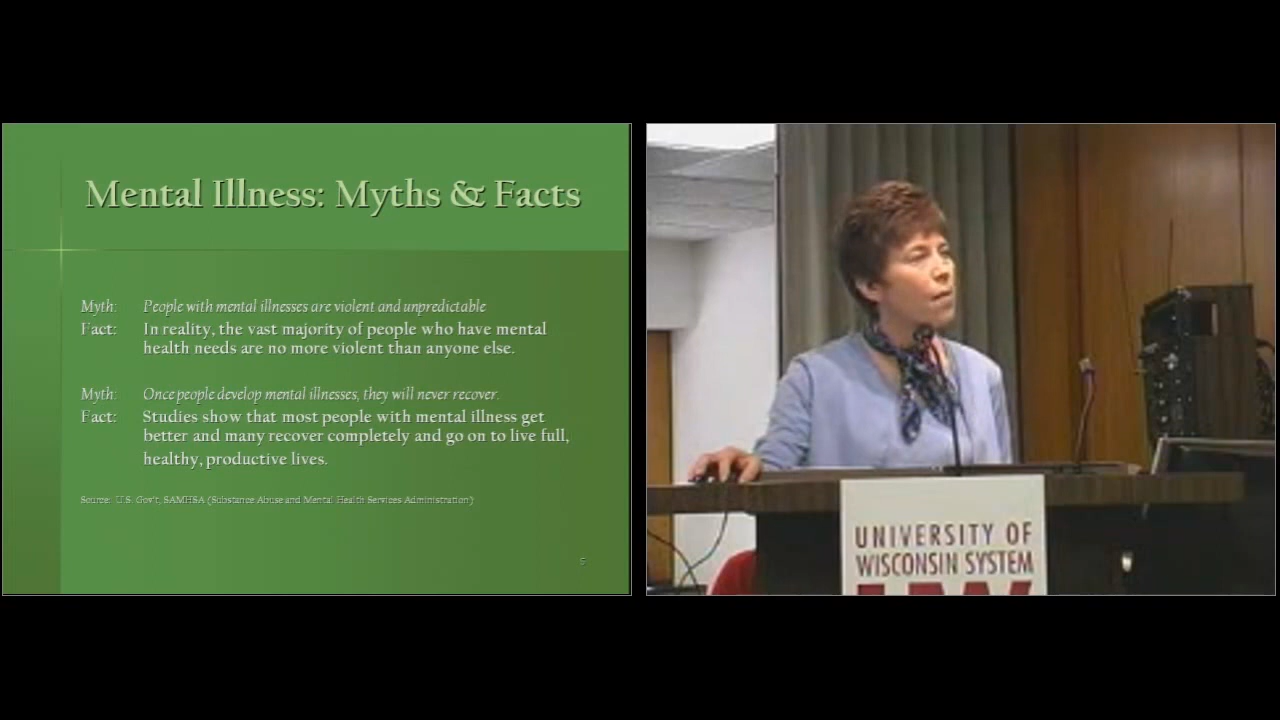 Mental Illness: Myths & Facts
Myth: People with mental illnesses are violent and unpredictable
Fact: In reality, the vast majority of people who have mental
health needs are no more violent than anyone else.
Myth: Once people develop mental illnesses, they will never recover.
Fact: Studies show that most people with mental illness get
better and many recover completely and go on to live full,
healthy, productive lives.
Source: U.S. Gov't, SAMHSA (Substance Abuse and Mental Health Services Administration)
5
UNIVERSITY OF
WISCONSIN SYSTEM